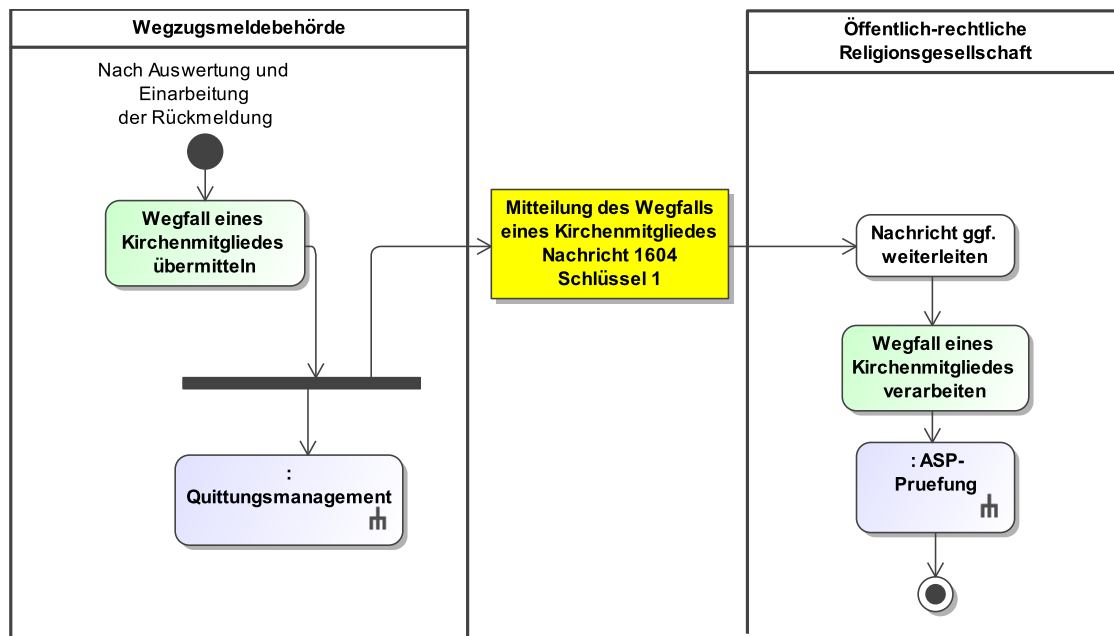 Wegzugsmeldebehörde
Nach Auswertung und
Einarbeitung
der Rückmeldung
Wegfall eines
Kirchenmitgliedes
übermitteln
:
Quittungsmanagement
Mitteilung des Wegfalls
eines Kirchenmitgliedes
Nachricht 1604
Schlüssel 1
Öffentlich-rechtliche
Religionsgesellschaft
Nachricht ggf.
weiterleiten
Wegfall eines
Kirchenmitgliedes
verarbeiten
: ASP-
Pruefung